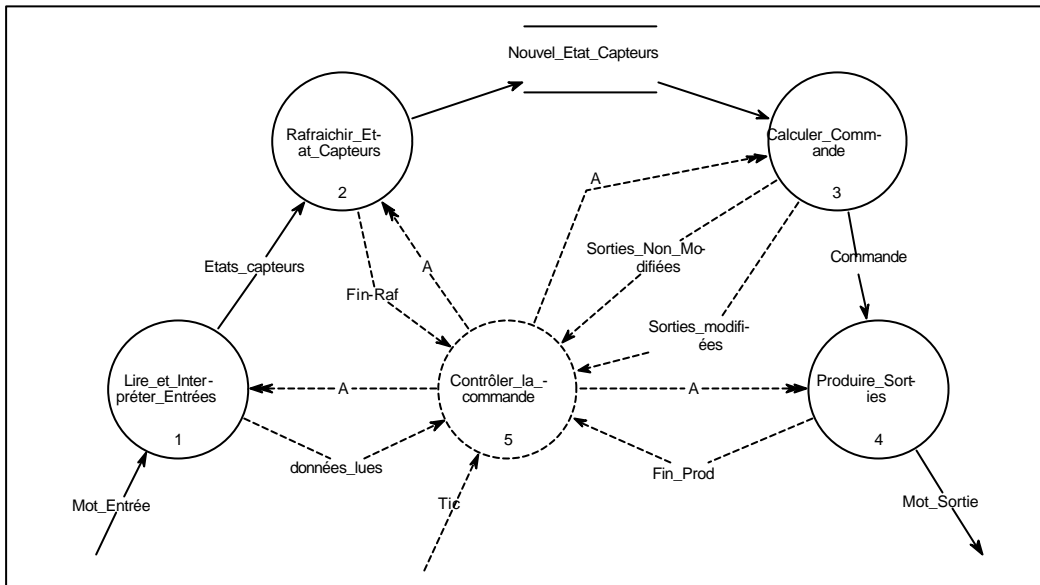 Nouvel_Etat_Capteurs
Rafraichir_Et-
at_Capteurs
2
Calculer_Comm-
ande
3
A
Sorties_Non_Mo-
difiées
Commande
Etats_capteurs
A
Fin-Raf
Sorties_modifi-
ées
Lire_et_Inter-
préter_Entrées
1
A
Contrôler_la_-
commande
5
A
Produire_Sort-
ies
4
données_lues
Fin_Prod
Mot_Entrée
Tic
Mot_Sortie